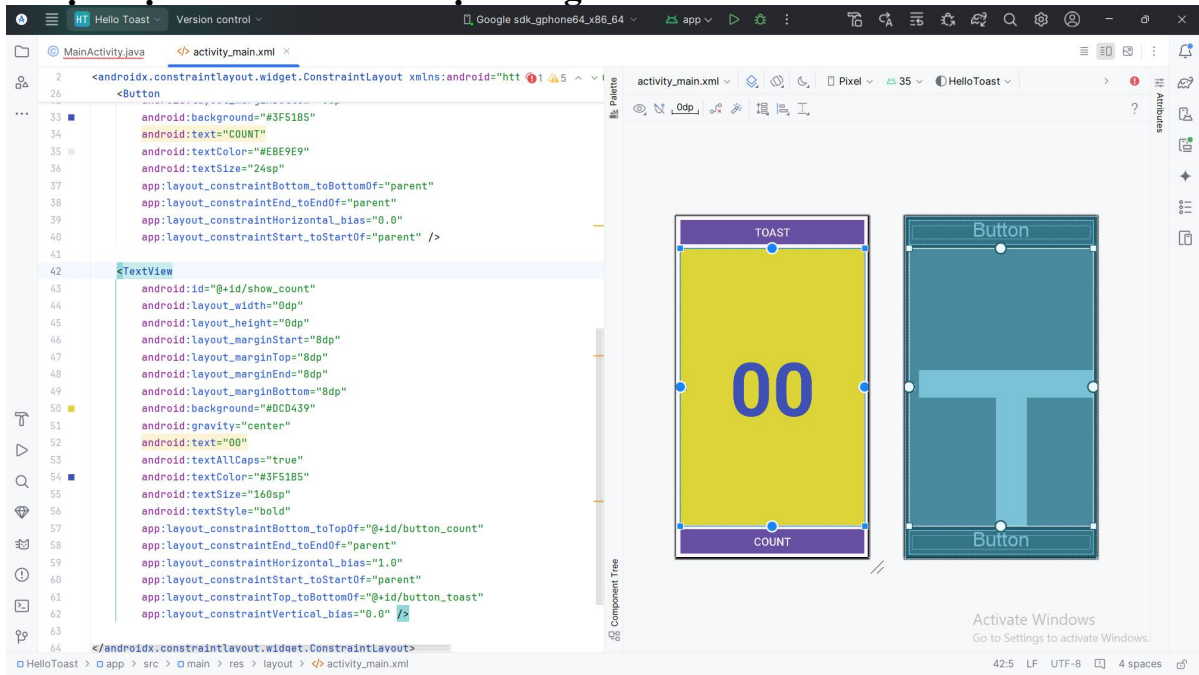 HT Hello Toast Version control Google sdk_gphone64_x86_64 app
MainActivity.java activity_main.xml
2 <androidx.constraintlayout.widget.ConstraintLayout xmlns:android="htt 1 5
26 <Button
33 android:background="#3F51B5"
34 android:text="COUNT"
35 android:textColor="#EBE9E9"
36 android:textSize="24sp"
37 app:layout_constraintBottom_toBottomOf="parent"
38 app:layout_constraintEnd_toEndOf="parent"
39 app:layout_constraintHorizontal_bias="0.0"
40 app:layout_constraintStart_toStartOf="parent" />
41
42 <TextView
43 android:id="@+id/show_count"
44 android:layout_width="0dp"
45 android:layout_height="0dp"
46 android:layout_marginStart="8dp"
47 android:layout_marginTop="8dp"
48 android:layout_marginEnd="8dp"
49 android:layout_marginBottom="8dp"
50 android:background="#DCD439"
51 android:gravity="center"
52 android:text="00"
53 android:textAllCaps="true"
54 android:textColor="#3F51B5"
55 android:textSize="160sp"
56 android:textStyle="bold"
57 app:layout_constraintBottom_toTopOf="@+id/button_count"
58 app:layout_constraintEnd_toEndOf="parent"
59 app:layout_constraintHorizontal_bias="1.0"
60 app:layout_constraintStart_toStartOf="parent"
61 app:layout_constraintTop_toBottomOf="@+id/button_toast"
62 app:layout_constraintVertical_bias="0.0" />
63
64 </androidx.constraintlayout.widget.ConstraintLayout>
Palette
Component Tree
activity_main.xml Pixel 35 HelloToast
0dp ?
Attributes
TOAST
00
COUNT
Button
T
Button
Activate Windows
Go to Settings to activate Windows.
HelloToast > app > src > main > res > layout > activity_main.xml 42:5 LF UTF-8 4 spaces